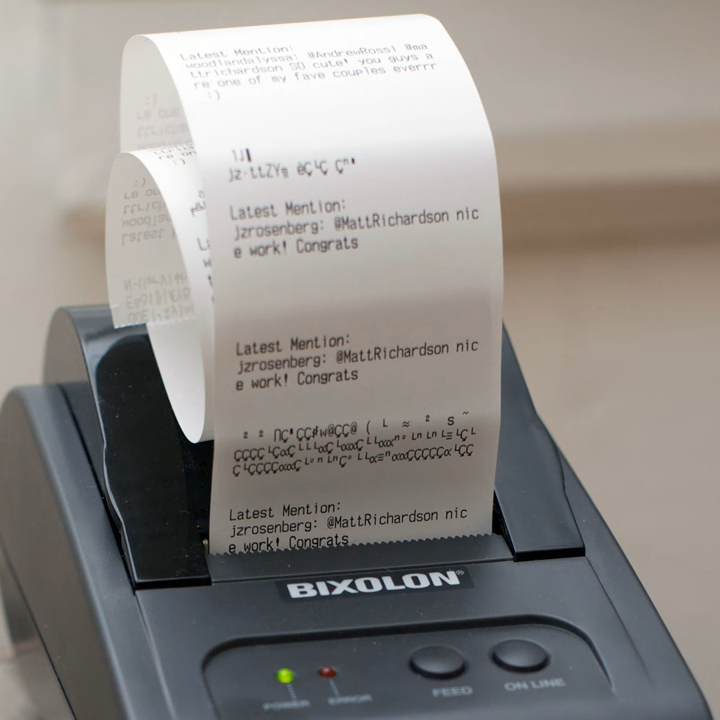 Latest Mention:
woodlandalyssa: @AndrewRossi @ma
ttrichardson SO cute! you guys a
re one of my fave couples everrr
:)
Latest Mention:
jzrosenberg: @MattRichardson nic
e work! Congrats
Latest Mention:
jzrosenberg: @MattRichardson nic
e work! Congrats
Latest Mention:
jzrosenberg: @MattRichardson nic
e work! Congrats
BIXOLON®
POWER
ERROR
FEED
ON LINE